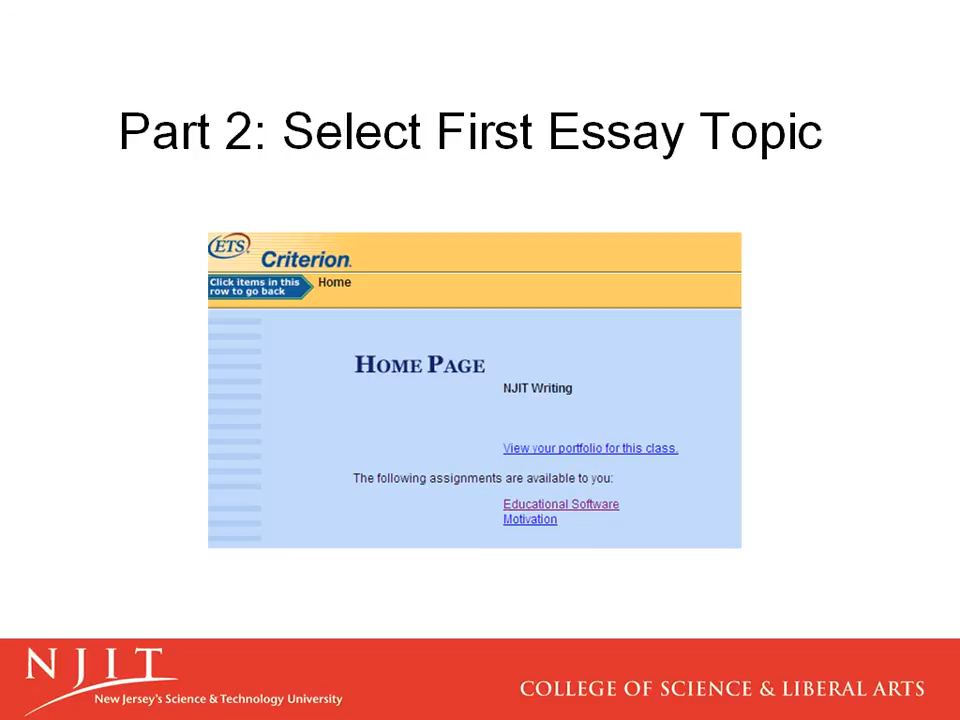 Part 2: Select First Essay Topic
ETS
Criterion.
Click items in this
row to go back
Home
HOME PAGE
NJIT Writing
View your portfolio for this class.
The following assignments are available to you:
Educational Software
Motivation
NJIT
New Jersey's Science & Technology University
COLLEGE OF SCIENCE & LIBERAL ARTS